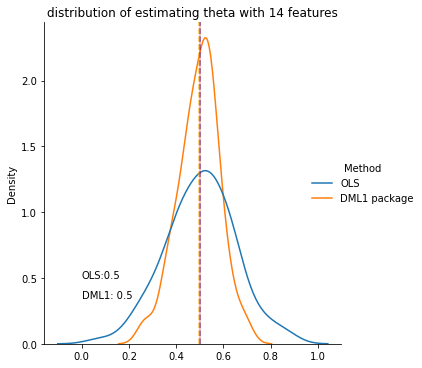 distribution of estimating theta with 14 features
Density
2.0
1.5
1.0
0.5
0.0
0.0 0.2 0.4 0.6 0.8 1.0
OLS:0.5
DML1: 0.5
Method
OLS
DML1 package